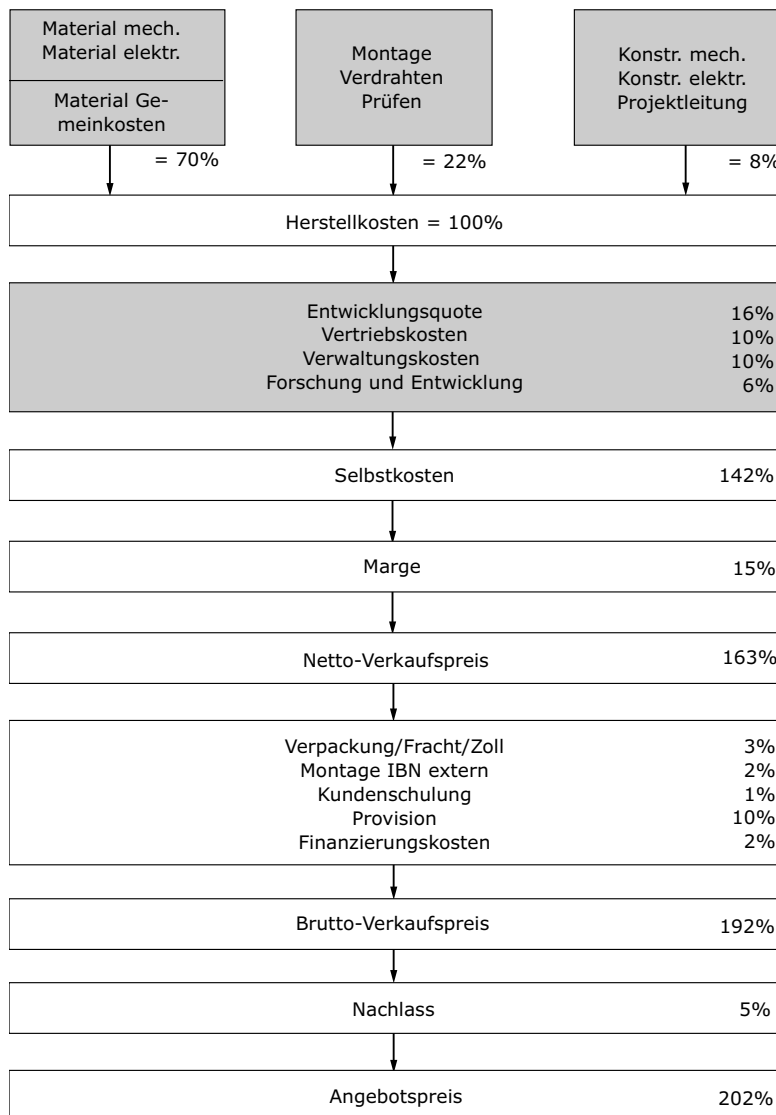 Material mech.
Material elektr.
Material Ge-
meinkosten
= 70%
Montage
Verdrahten
Prüfen
= 22%
Konstr. mech.
Konstr. elektr.
Projektleitung
= 8%
Herstellkosten = 100%
Entwicklungsquote 16%
Vertriebskosten 10%
Verwaltungskosten 10%
Forschung und Entwicklung 6%
Selbstkosten 142%
Marge 15%
Netto-Verkaufspreis 163%
Verpackung/Fracht/Zoll 3%
Montage IBN extern 2%
Kundenschulung 1%
Provision 10%
Finanzierungskosten 2%
Brutto-Verkaufspreis 192%
Nachlass 5%
Angebotspreis 202%